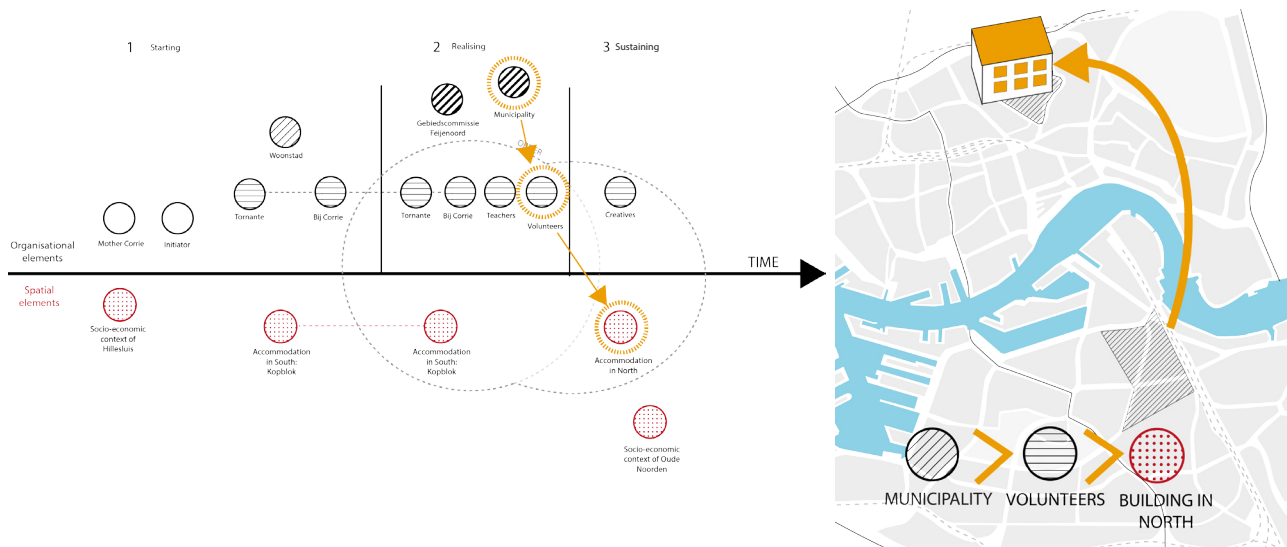 1 Starting
2 Realising
3 Sustaining
Gebiedscommissie
Feijenoord
Municipality
Woonstad
Tornante
Bij Corrie
Tornante
Bij Corrie
Teachers
Volunteers
Creatives
Mother Corrie
Initiator
Organisational
elements
TIME
Spatial
elements
Socio-economic
context of
Hillesluis
Accommodation
in South:
Kopblok
Accommodation
in South:
Kopblok
Accommodation
in North
Socio-economic
context of Oude
Noorden
MUNICIPALITY
VOLUNTEERS
BUILDING IN
NORTH